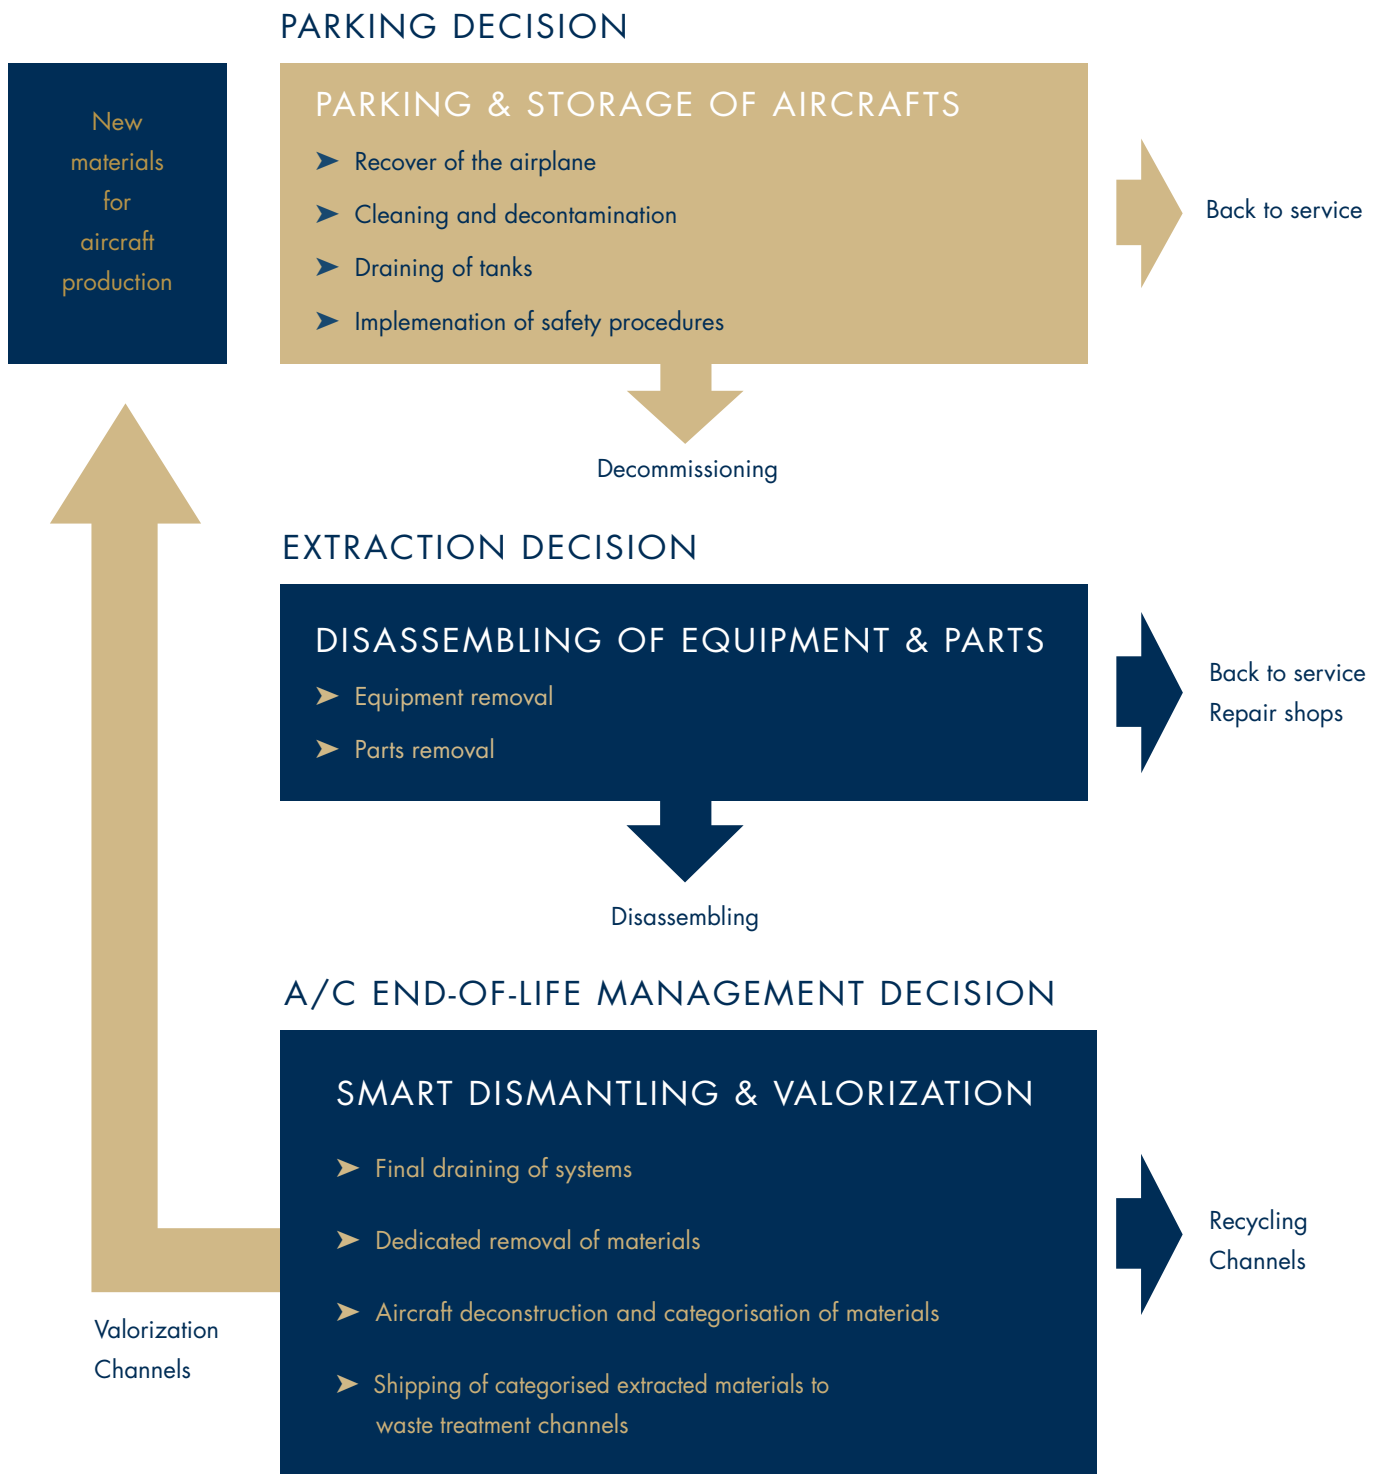 PARKING DECISION
New
materials
for
aircraft
production
PARKING & STORAGE OF AIRCRAFTS
➤ Recover of the airplane
➤ Cleaning and decontamination
➤ Draining of tanks
➤ Implemenation of safety procedures
Back to service
Decommissioning
EXTRACTION DECISION
DISASSEMBLING OF EQUIPMENT & PARTS
➤ Equipment removal
➤ Parts removal
Back to service
Repair shops
Disassembling
A/C END-OF-LIFE MANAGEMENT DECISION
SMART DISMANTLING & VALORIZATION
➤ Final draining of systems
➤ Dedicated removal of materials
➤ Aircraft deconstruction and categorisation of materials
➤ Shipping of categorised extracted materials to
waste treatment channels
Recycling
Channels
Valorization
Channels